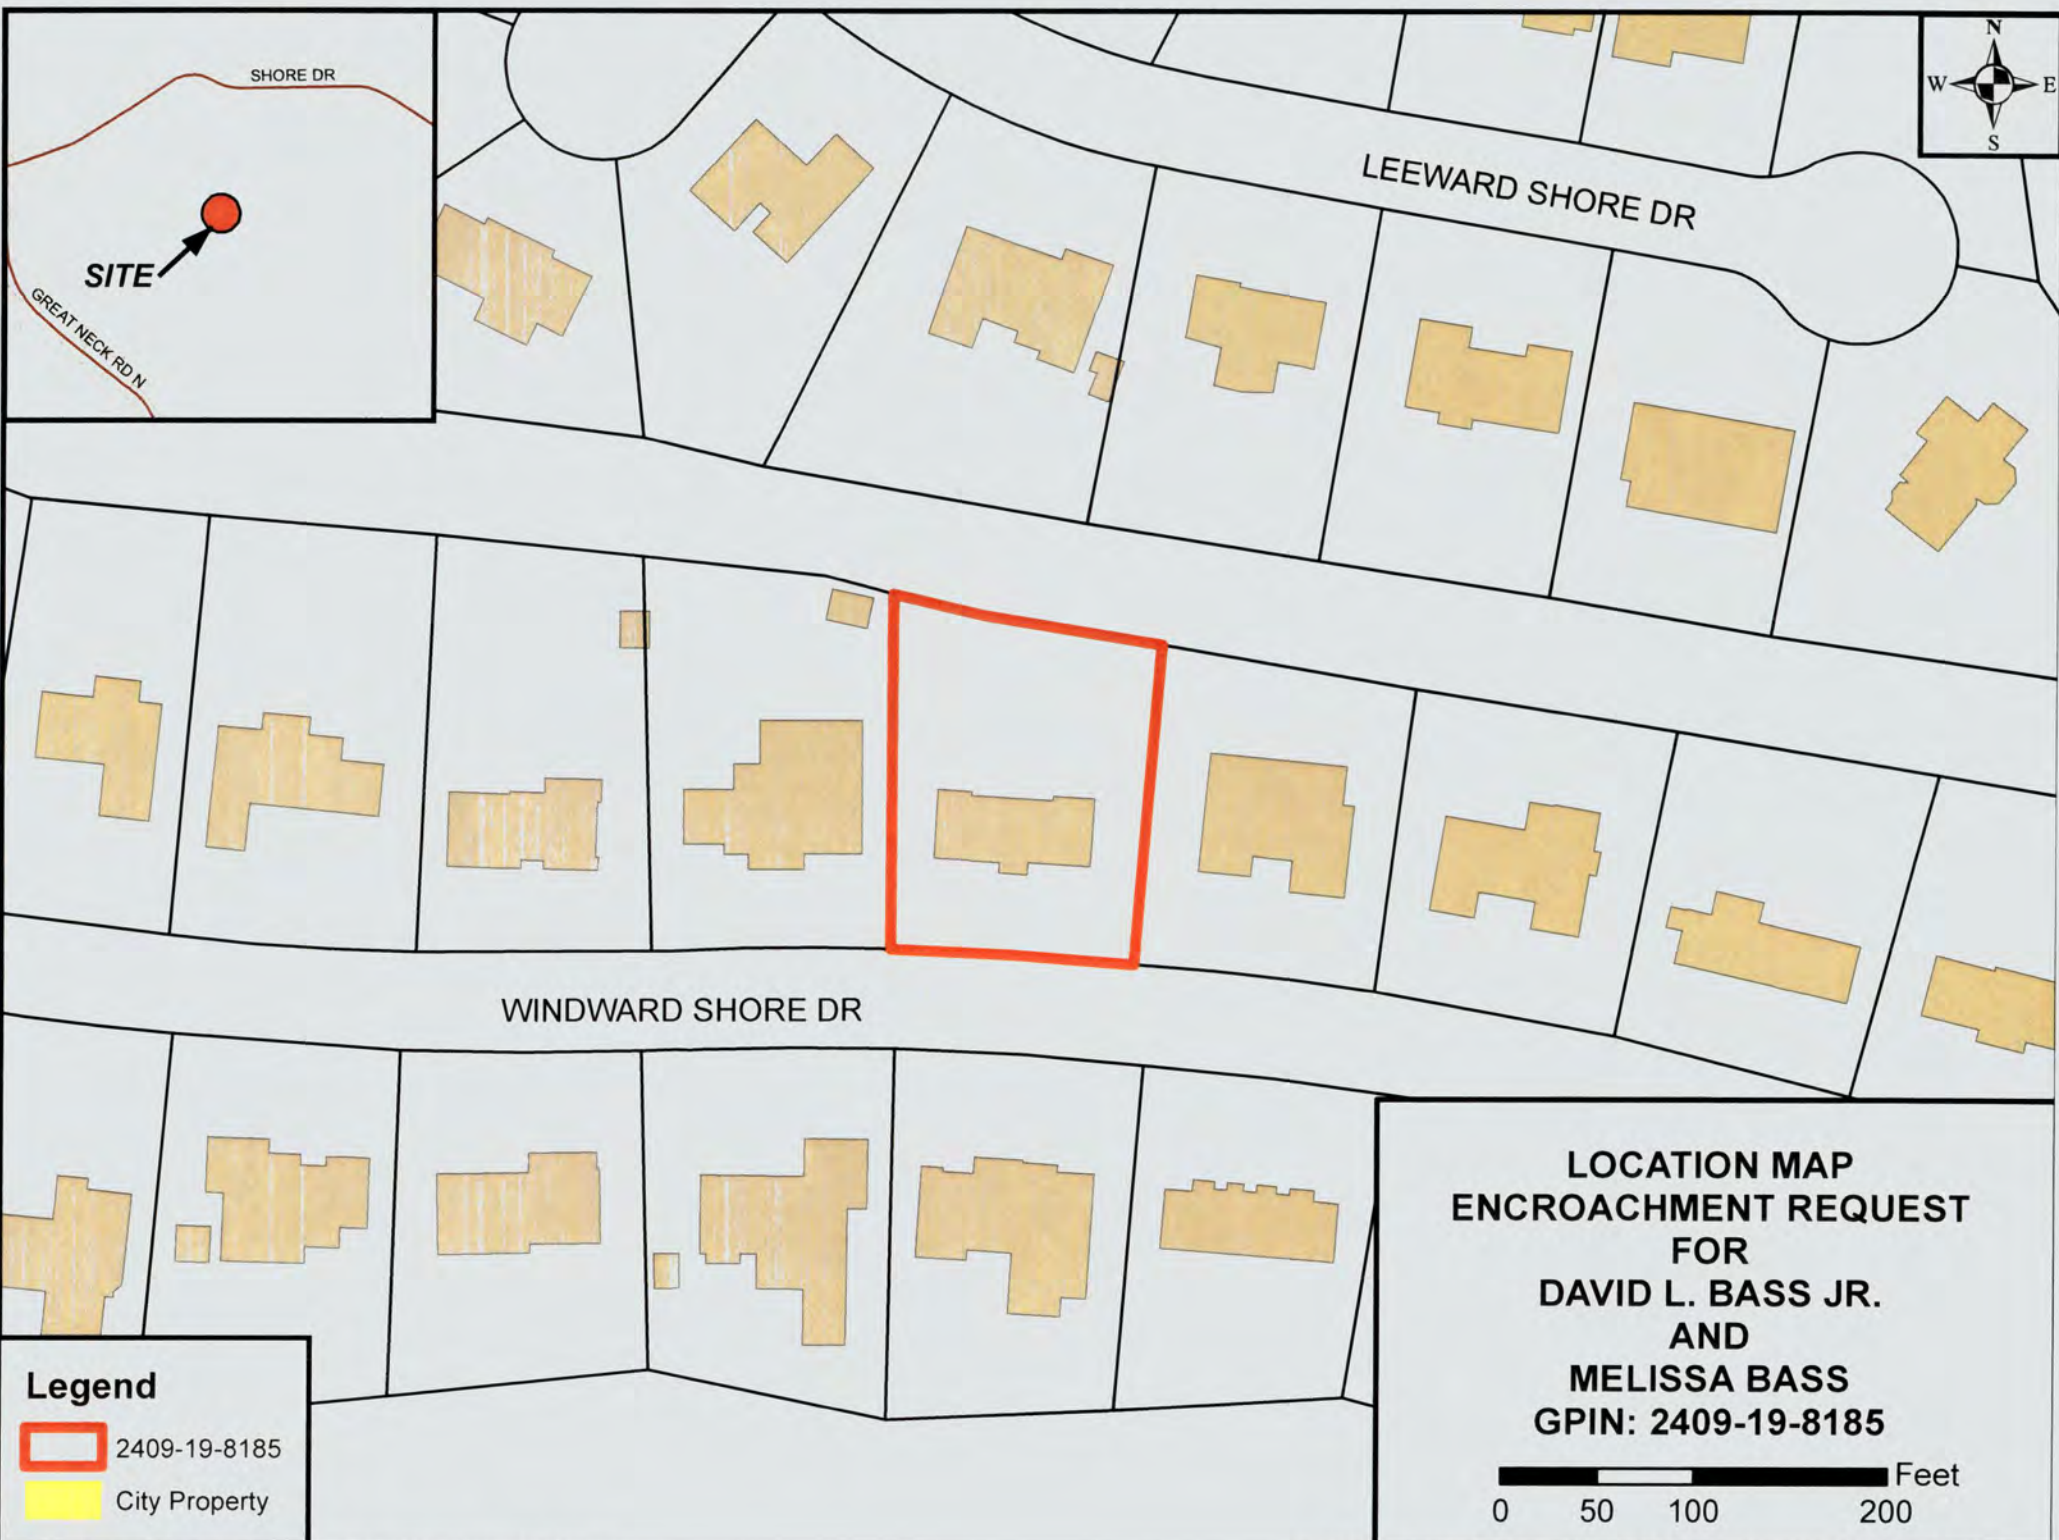 SHORE DR
SITE
GREAT NECK RD N
N
W E
S
LEEWARD SHORE DR
WINDWARD SHORE DR
LOCATION MAP
ENCROACHMENT REQUEST
FOR
DAVID L. BASS JR.
AND
MELISSA BASS
GPIN: 2409-19-8185
Feet
0 50 100 200
Legend
2409-19-8185
City Property